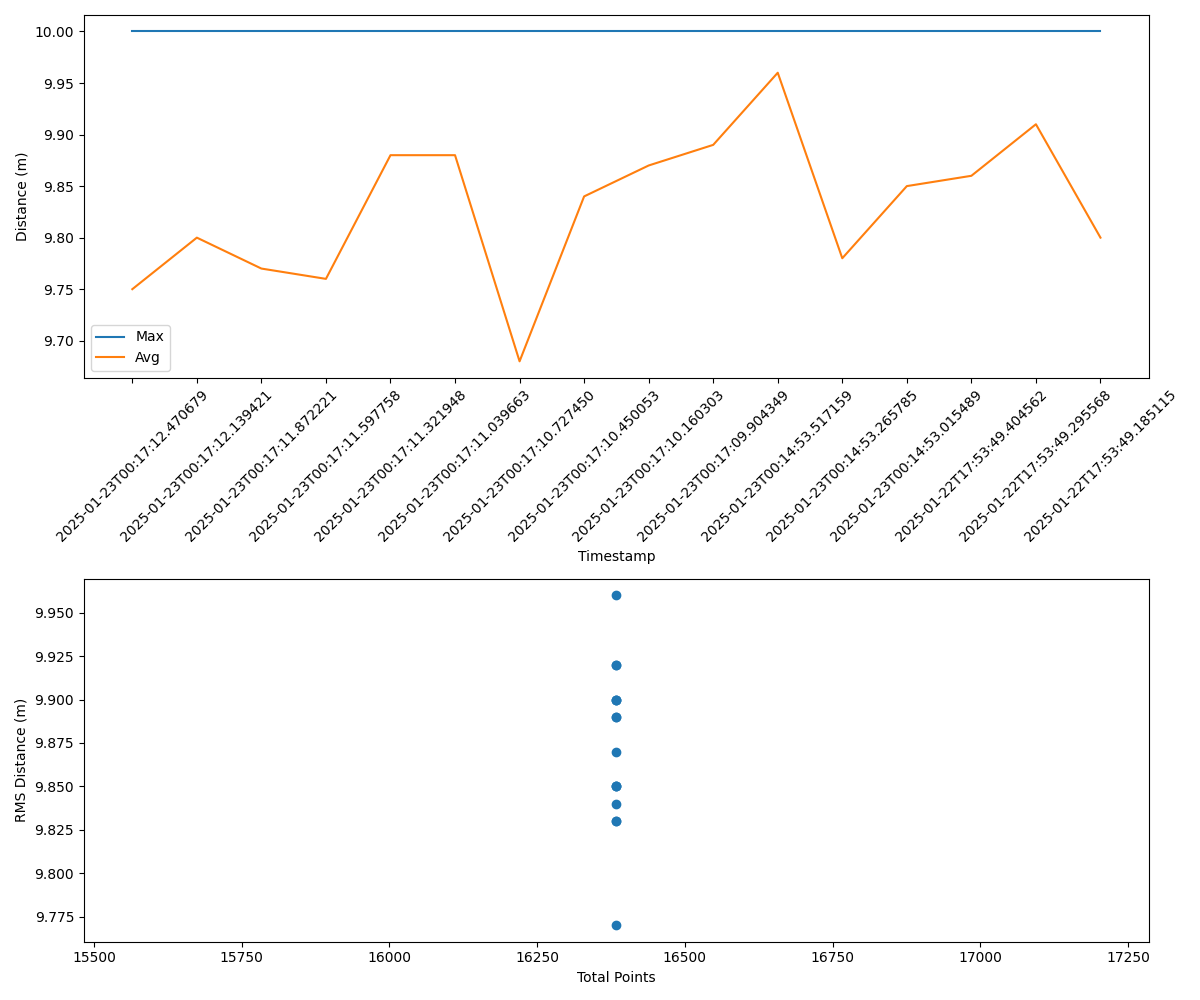 10.00
9.95
9.90
9.85
9.80
9.75
9.70
Distance (m)
Max
Avg
2025-01-23T00:17:12.470679
2025-01-23T00:17:12.139421
2025-01-23T00:17:11.872221
2025-01-23T00:17:11.597758
2025-01-23T00:17:11.321948
2025-01-23T00:17:11.039663
2025-01-23T00:17:10.727450
2025-01-23T00:17:10.450053
2025-01-23T00:17:10.160303
2025-01-23T00:17:09.904349
2025-01-23T00:14:53.517159
2025-01-23T00:14:53.265785
2025-01-23T00:14:53.015489
2025-01-22T17:53:49.404562
2025-01-22T17:53:49.295568
2025-01-22T17:53:49.185115
Timestamp
9.950
9.925
9.900
9.875
9.850
9.825
9.800
9.775
RMS Distance (m)
15500 15750 16000 16250 16500 16750 17000 17250
Total Points